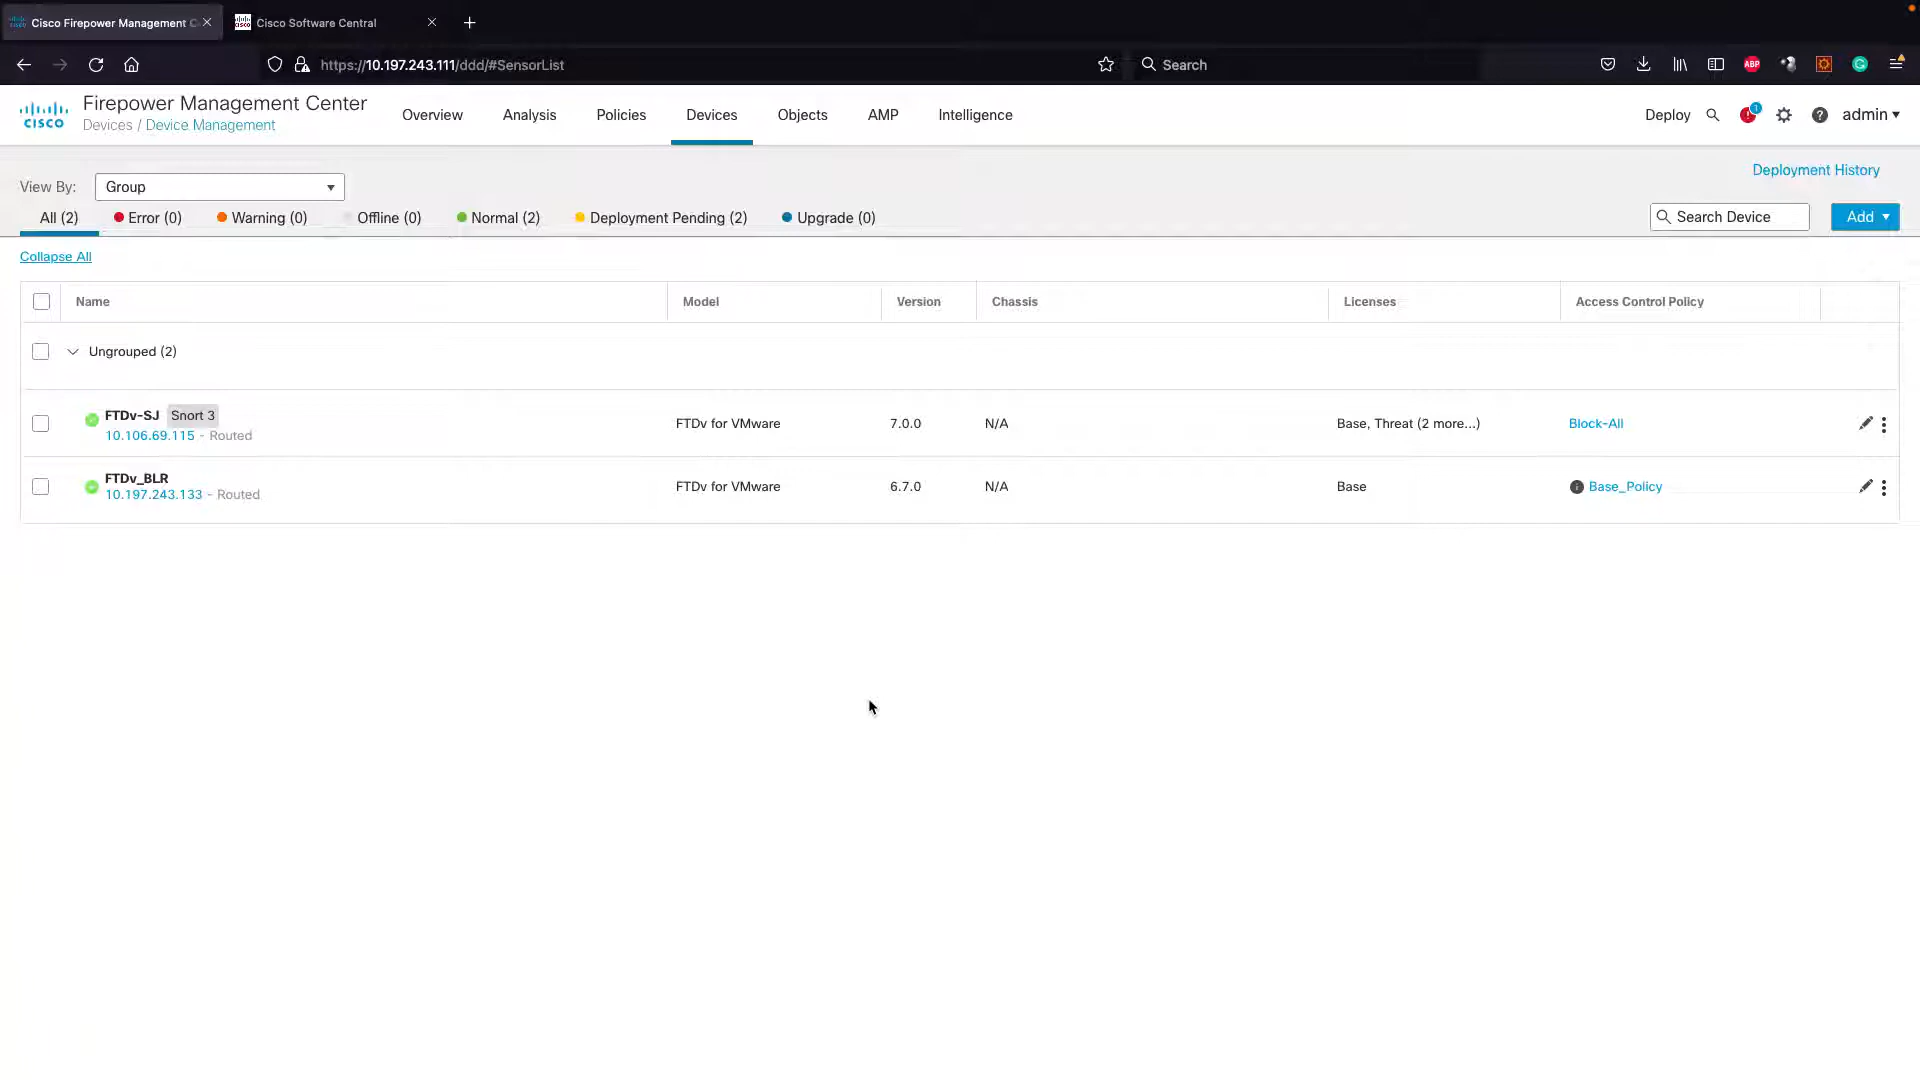 Cisco Firepower Management C
Cisco Software Central
https://10.197.243.111/ddd/#SensorList
Search
ABP
CISCO
Firepower Management Center
Devices / Device Management
Overview
Analysis
Policies
Devices
Objects
AMP
Intelligence
Deploy
1
admin
Deployment History
View By:
Group
All (2)
Error (0)
Warning (0)
Offline (0)
Normal (2)
Deployment Pending (2)
Upgrade (0)
Search Device
Add
Collapse All
Name
Model
Version
Chassis
Licenses
Access Control Policy
Ungrouped (2)
FTDv-SJ Snort 3
10.106.69.115 - Routed
FTDv for VMware
7.0.0
N/A
Base, Threat (2 more...)
Block-All
FTDv_BLR
10.197.243.133 - Routed
FTDv for VMware
6.7.0
N/A
Base
Base_Policy